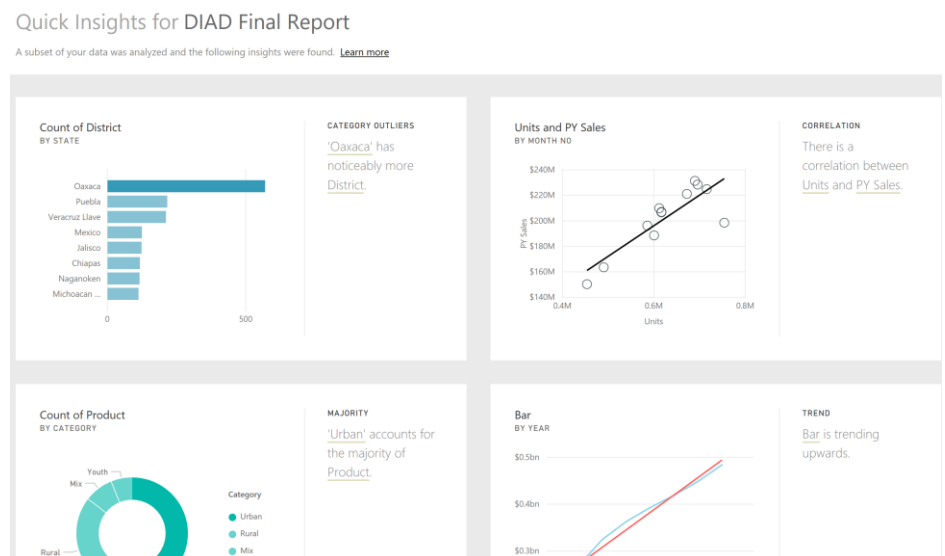 Quick Insights for DIAD Final Report
A subset of your data was analyzed and the following insights were found. Learn more
Count of District
BY STATE
Oaxaca
Puebla
Veracruz Llave
Mexico
Jalisco
Chiapas
Naganoken
Michoacan ...
0
500
CATEGORY OUTLIERS
'Oaxaca' has
noticeably more
District.
Units and PY Sales
BY MONTH NO
$240M
$220M
$200M
$180M
$160M
$140M
PY Sales
0.4M
0.6M
0.8M
Units
CORRELATION
There is a
correlation between
Units and PY Sales.
Count of Product
BY CATEGORY
Youth
Mix
Rural
Category
Urban
Rural
Mix
MAJORITY
'Urban' accounts for
the majority of
Product.
Bar
BY YEAR
$0.5bn
$0.4bn
$0.3bn
TREND
Bar is trending
upwards.